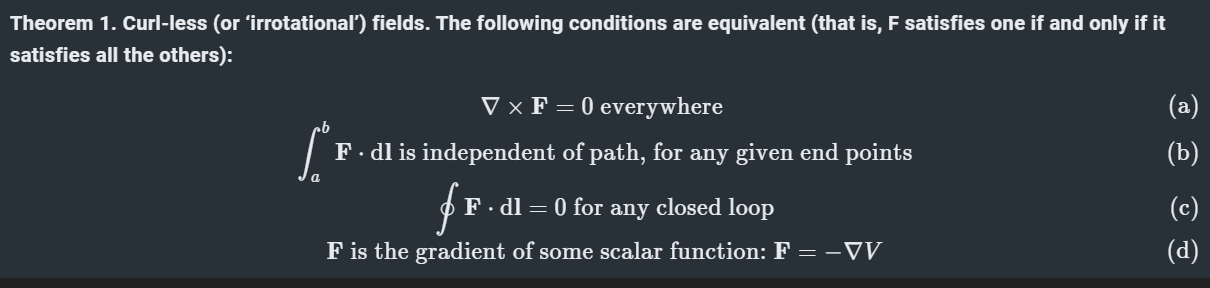 Theorem 1. Curl-less (or ‘irrotational’) fields. The following conditions are equivalent (that is, F satisfies one if and only if it
satisfies all the others):
∇ × F = 0 everywhere (a)
∫ₐᵇ F · dl is independent of path, for any given end points (b)
∮ F · dl = 0 for any closed loop (c)
F is the gradient of some scalar function: F = −∇V (d)